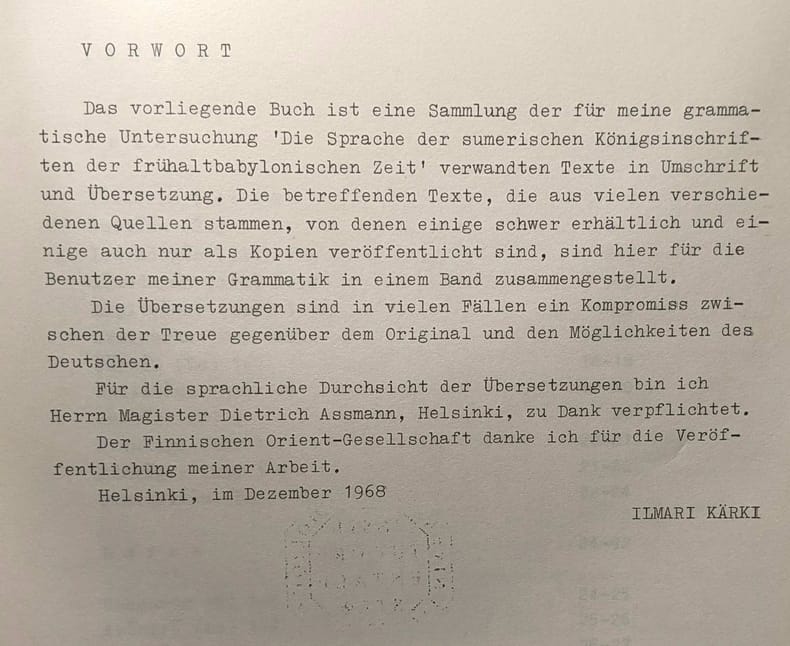 V O R W O R T
Das vorliegende Buch ist eine Sammlung der für meine gramma-
tische Untersuchung 'Die Sprache der sumerischen Königsinschrif-
ten der frühaltbabylonischen Zeit' verwandten Texte in Umschrift
und Übersetzung. Die betreffenden Texte, die aus vielen verschie-
denen Quellen stammen, von denen einige schwer erhältlich und ei-
nige auch nur als Kopien veröffentlicht sind, sind hier für die
Benutzer meiner Grammatik in einem Band zusammengestellt.
Die Übersetzungen sind in vielen Fällen ein Kompromiss zwi-
schen der Treue gegenüber dem Original und den Möglichkeiten des
Deutschen.
Für die sprachliche Durchsicht der Übersetzungen bin ich
Herrn Magister Dietrich Assmann, Helsinki, zu Dank verpflichtet.
Der Finnischen Orient-Gesellschaft danke ich für die Veröf-
fentlichung meiner Arbeit.
Helsinki, im Dezember 1968
ILMARI KÄRKI